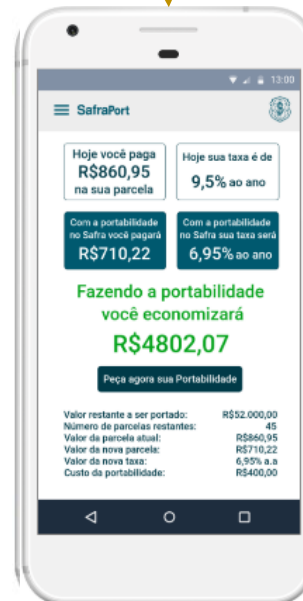 13:00
SafraPort
Hoje você paga
R$860,95
na sua parcela
Hoje sua taxa é de
9,5% ao ano
Com a portabilidade
no Safra você pagará
R$710,22
Com a portabilidade
no Safra sua taxa será
6,95% ao ano
Fazendo a portabilidade
você economizará
R$4802,07
Peça agora sua Portabilidade
Valor restante a ser portado: R$52.000,00
Número de parcelas restantes: 45
Valor da parcela atual: R$860,95
Valor da nova parcela: R$710,22
Valor da nova taxa: 6,95% a.a
Custo da portabilidade: R$400,00